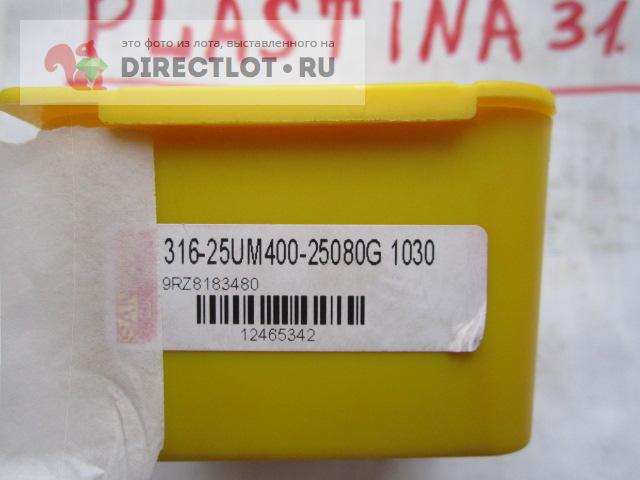 PLASTINA 31
это фото из лота, выставленного на
DIRECTLOT.RU
316-25UM400-25080G 1030
9RZ8183480
12465342